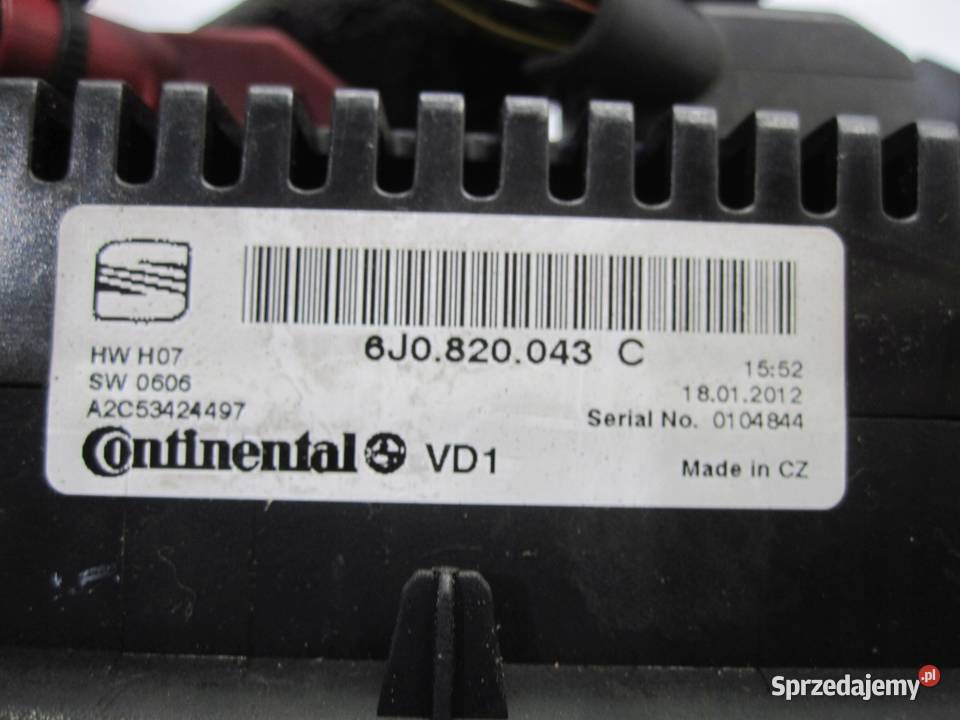 6J0.820.043 C
HW H07
SW 0606
A2C53424497
15:52
18.01.2012
Serial No. 0104844
Continental VD1
Made in CZ
Sprzedajemy.pl